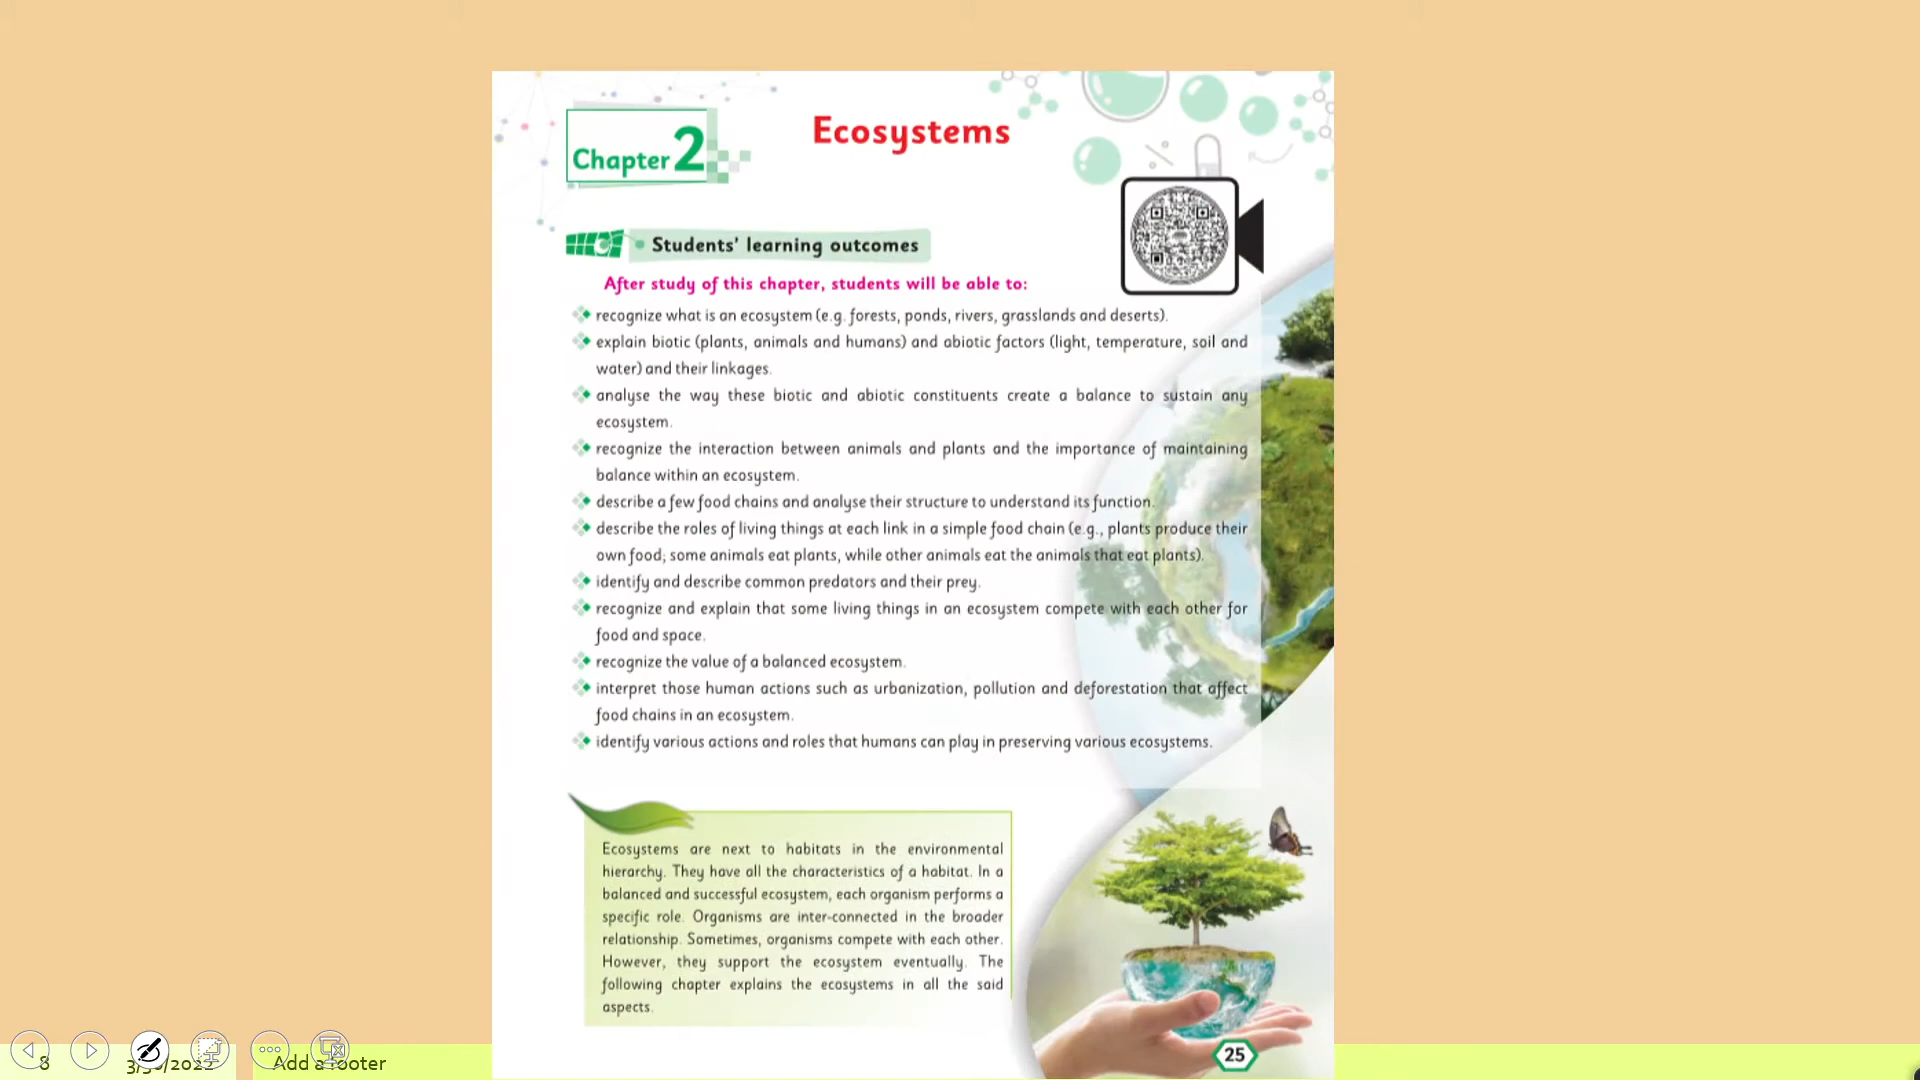 Chapter 2
Ecosystems
Students' learning outcomes
After study of this chapter, students will be able to:
recognize what is an ecosystem (e.g. forests, ponds, rivers, grasslands and deserts).
explain biotic (plants, animals and humans) and abiotic factors (light, temperature, soil and
water) and their linkages.
analyse the way these biotic and abiotic constituents create a balance to sustain any
ecosystem.
recognize the interaction between animals and plants and the importance of maintaining
balance within an ecosystem.
describe a few food chains and analyse their structure to understand its function.
describe the roles of living things at each link in a simple food chain (e.g., plants produce their
own food; some animals eat plants, while other animals eat the animals that eat plants).
identify and describe common predators and their prey.
recognize and explain that some living things in an ecosystem compete with each other for
food and space.
recognize the value of a balanced ecosystem.
interpret those human actions such as urbanization, pollution and deforestation that affect
food chains in an ecosystem.
identify various actions and roles that humans can play in preserving various ecosystems.
Ecosystems are next to habitats in the environmental
hierarchy. They have all the characteristics of a habitat. In a
balanced and successful ecosystem, each organism performs a
specific role. Organisms are inter-connected in the broader
relationship. Sometimes, organisms compete with each other.
However, they support the ecosystem eventually. The
following chapter explains the ecosystems in all the said
aspects.
25
8
Add a footer